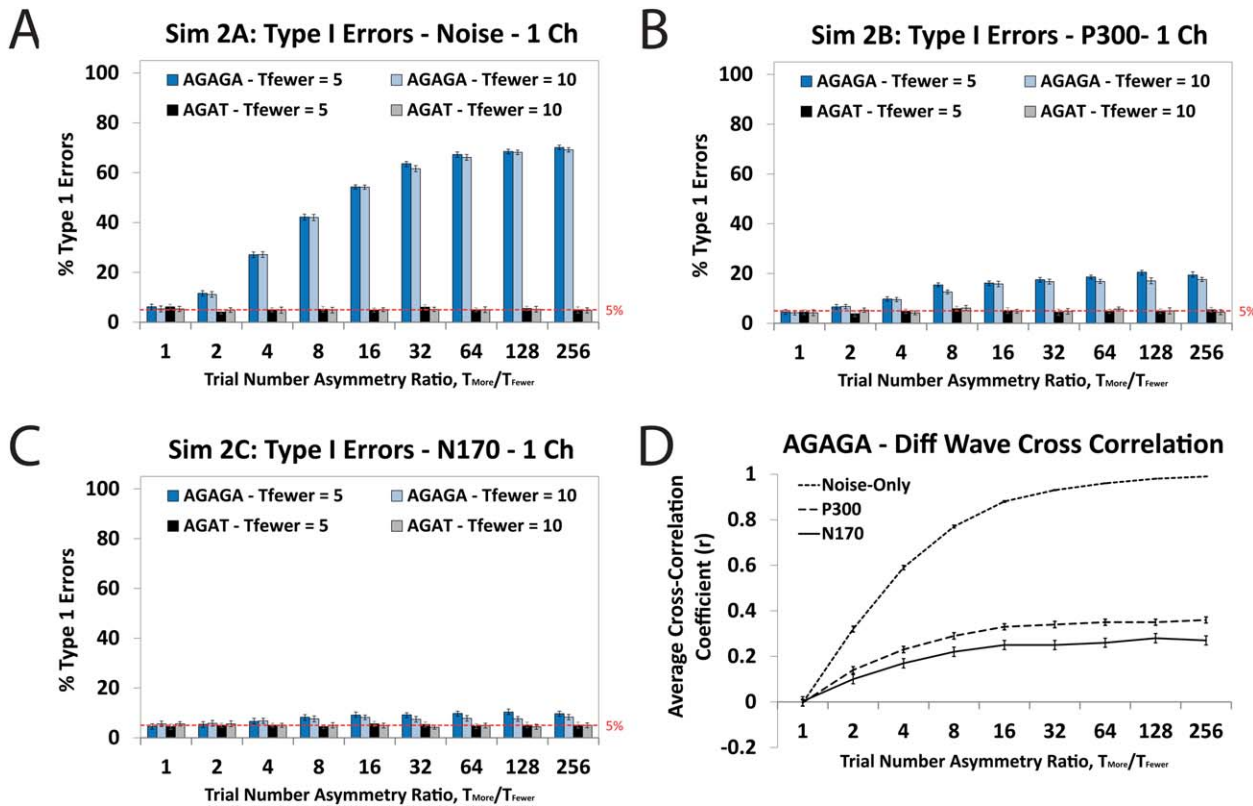 A
Sim 2A: Type I Errors - Noise - 1 Ch
AGAGA - Tfewer = 5 AGAGA - Tfewer = 10
AGAT - Tfewer = 5 AGAT - Tfewer = 10
% Type 1 Errors
100
80
60
40
20
0
5%
1 2 4 8 16 32 64 128 256
Trial Number Asymmetry Ratio, TMore/TFewer
B
Sim 2B: Type I Errors - P300- 1 Ch
AGAGA - Tfewer = 5 AGAGA - Tfewer = 10
AGAT - Tfewer = 5 AGAT - Tfewer = 10
% Type 1 Errors
100
80
60
40
20
0
5%
1 2 4 8 16 32 64 128 256
Trial Number Asymmetry Ratio, TMore/TFewer
C
Sim 2C: Type I Errors - N170 - 1 Ch
AGAGA - Tfewer = 5 AGAGA - Tfewer = 10
AGAT - Tfewer = 5 AGAT - Tfewer = 10
% Type 1 Errors
100
80
60
40
20
0
5%
1 2 4 8 16 32 64 128 256
Trial Number Asymmetry Ratio, TMore/TFewer
D
AGAGA - Diff Wave Cross Correlation
Noise-Only
P300
N170
Average Cross-Correlation
Coefficient (r)
1
0.8
0.6
0.4
0.2
0
-0.2
1 2 4 8 16 32 64 128 256
Trial Number Asymmetry Ratio, TMore/TFewer